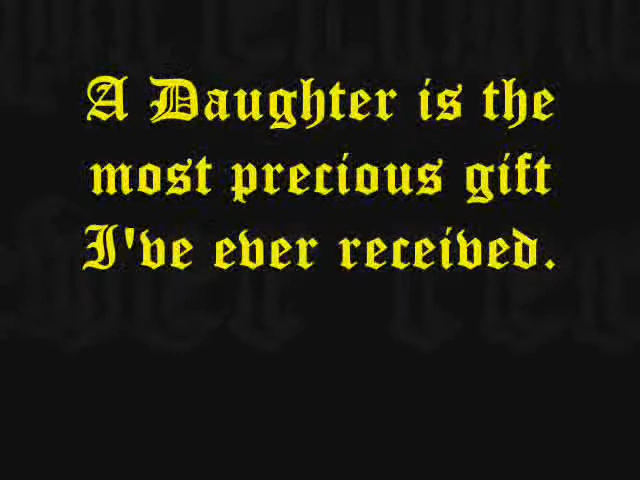 A Daughter is the
most precious gift
I've ever received.